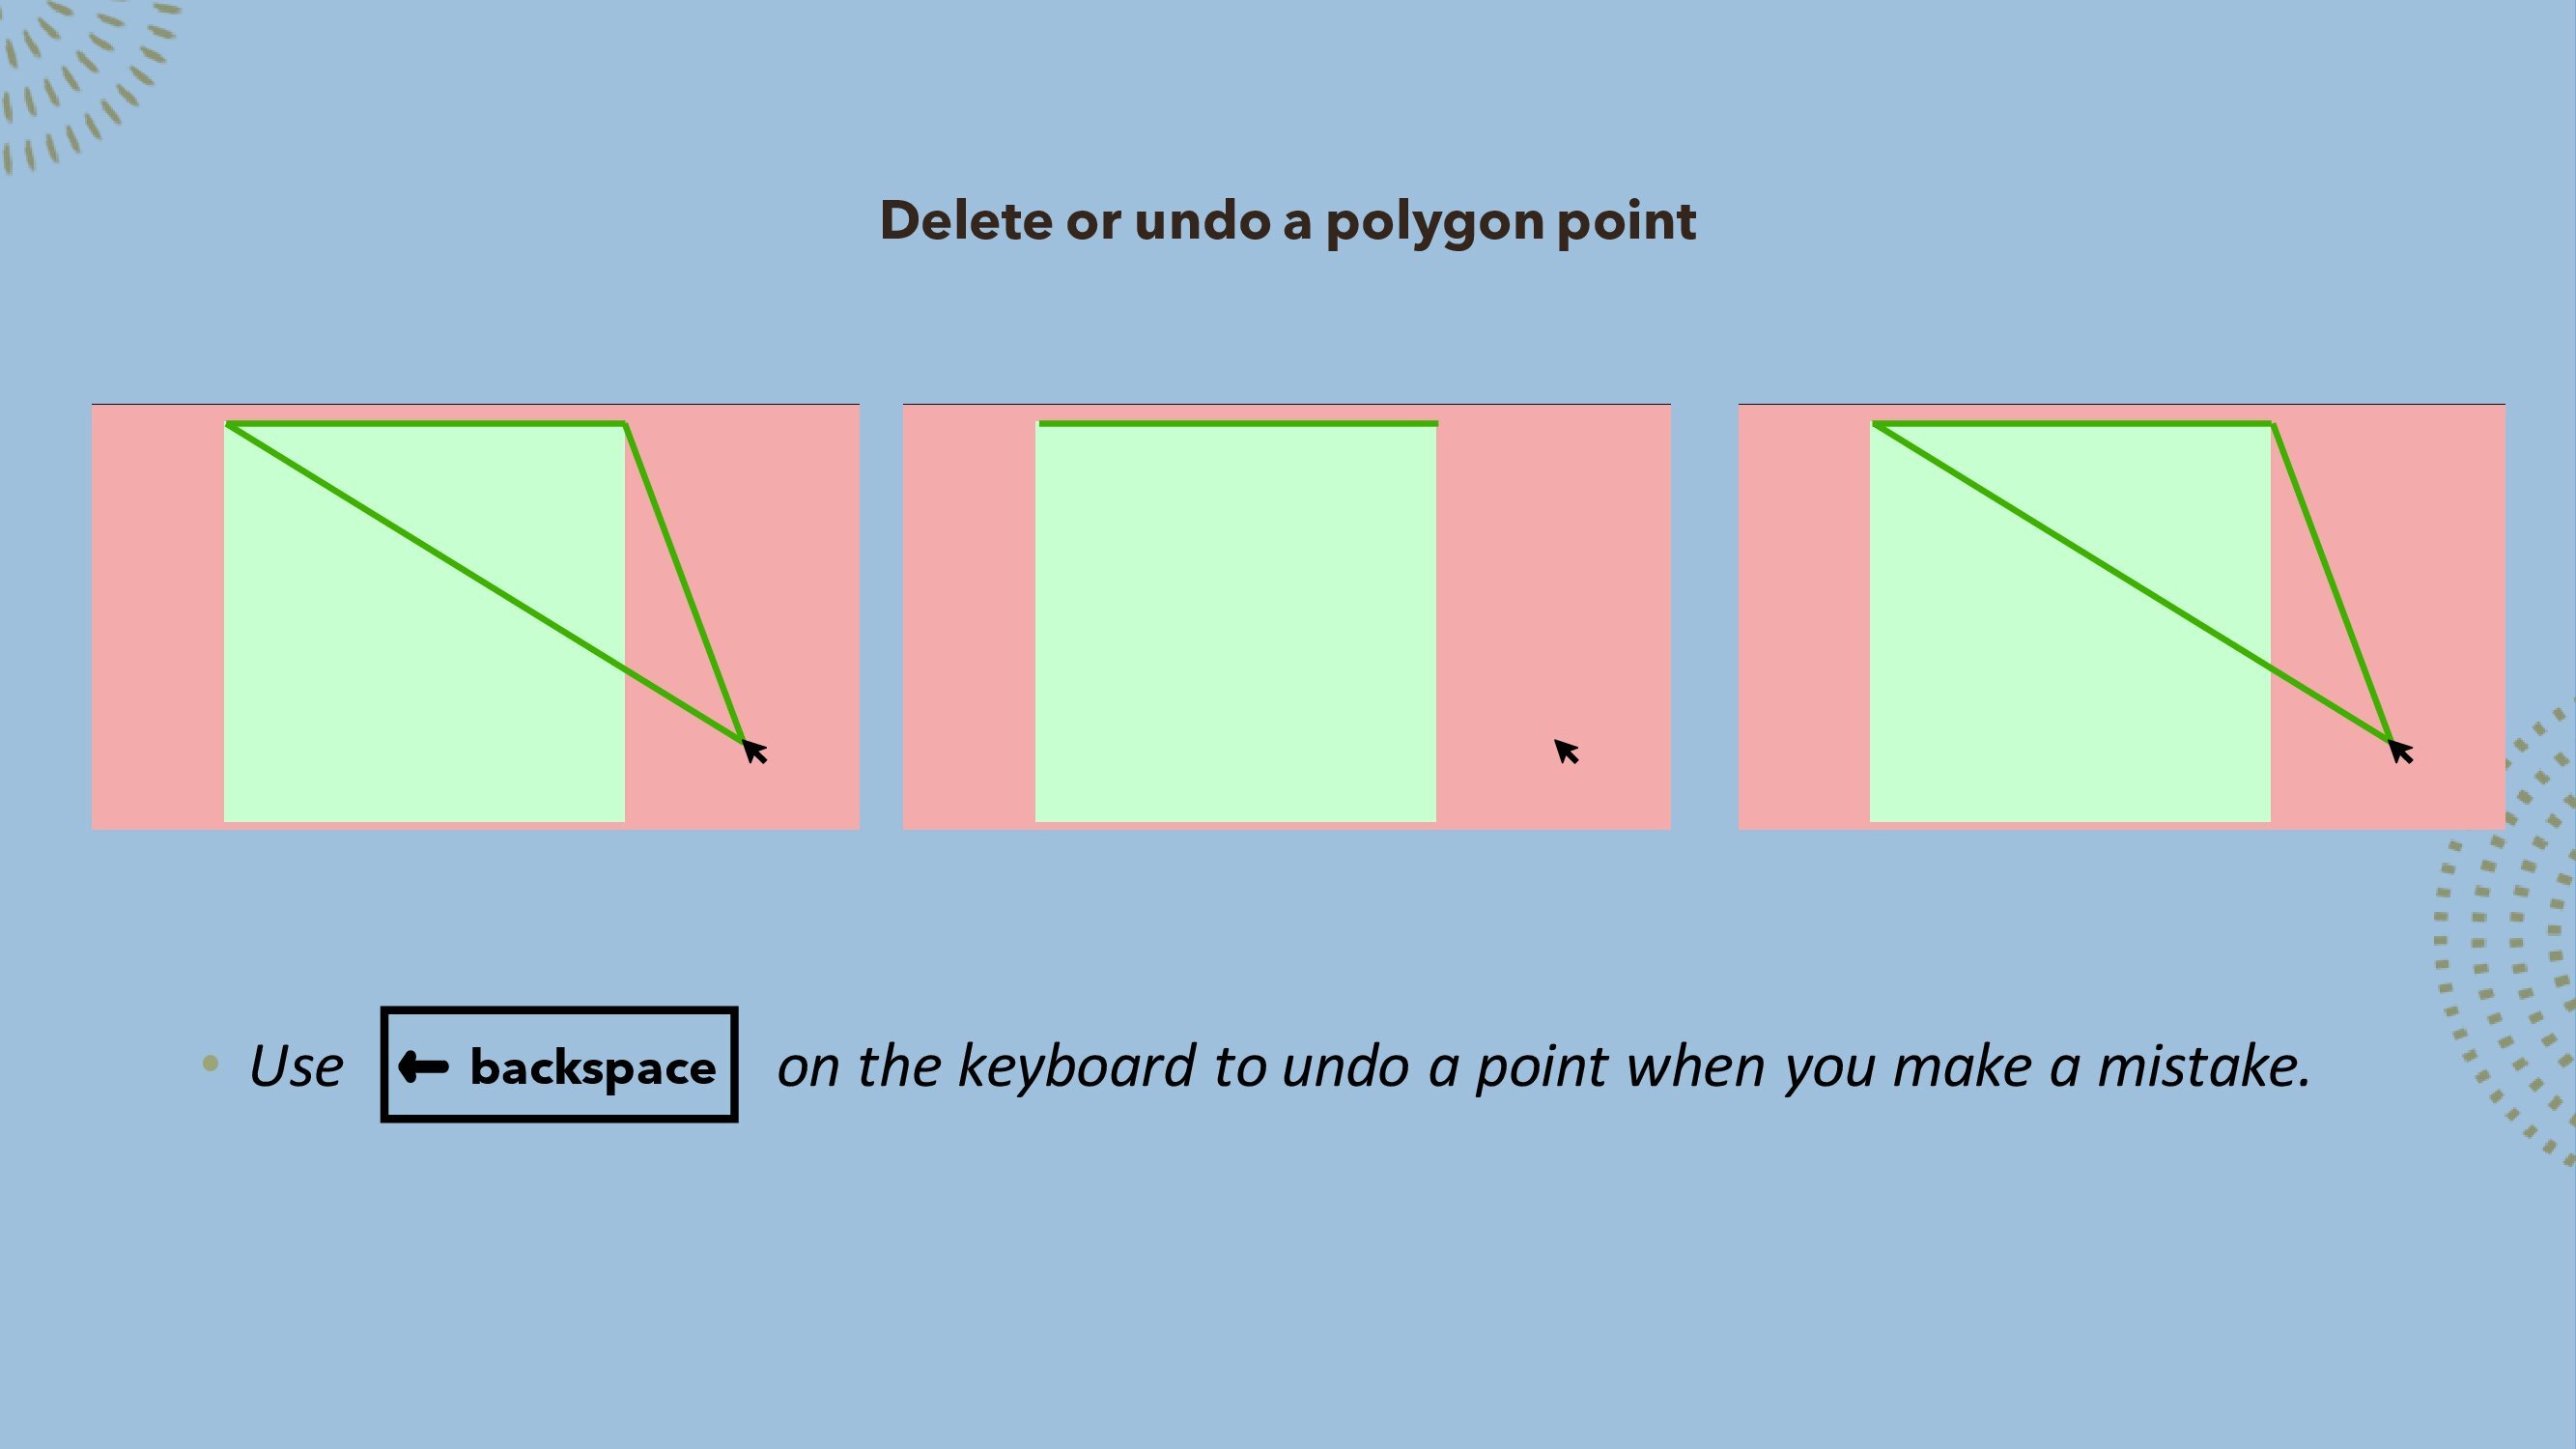 Delete or undo a polygon point
• Use ← backspace on the keyboard to undo a point when you make a mistake.